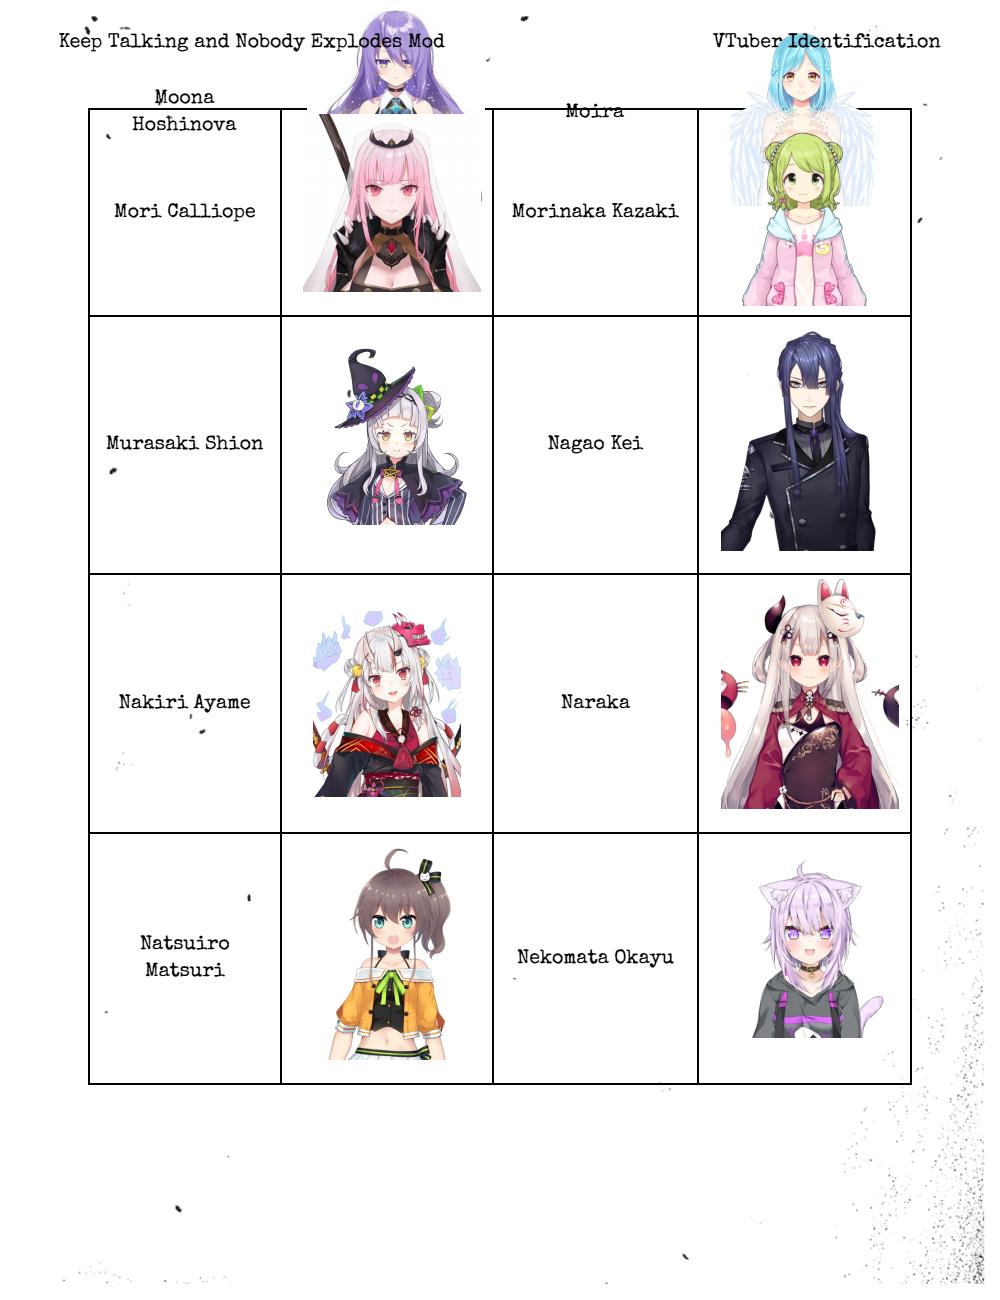 Keep Talking and Nobody Explodes Mod
VTuber Identification
Moona
Hoshinova
Moira
Mori Calliope
Morinaka Kazaki
Murasaki Shion
Nagao Kei
Nakiri Ayame
Naraka
Natsuiro
Matsuri
Nekomata Okayu